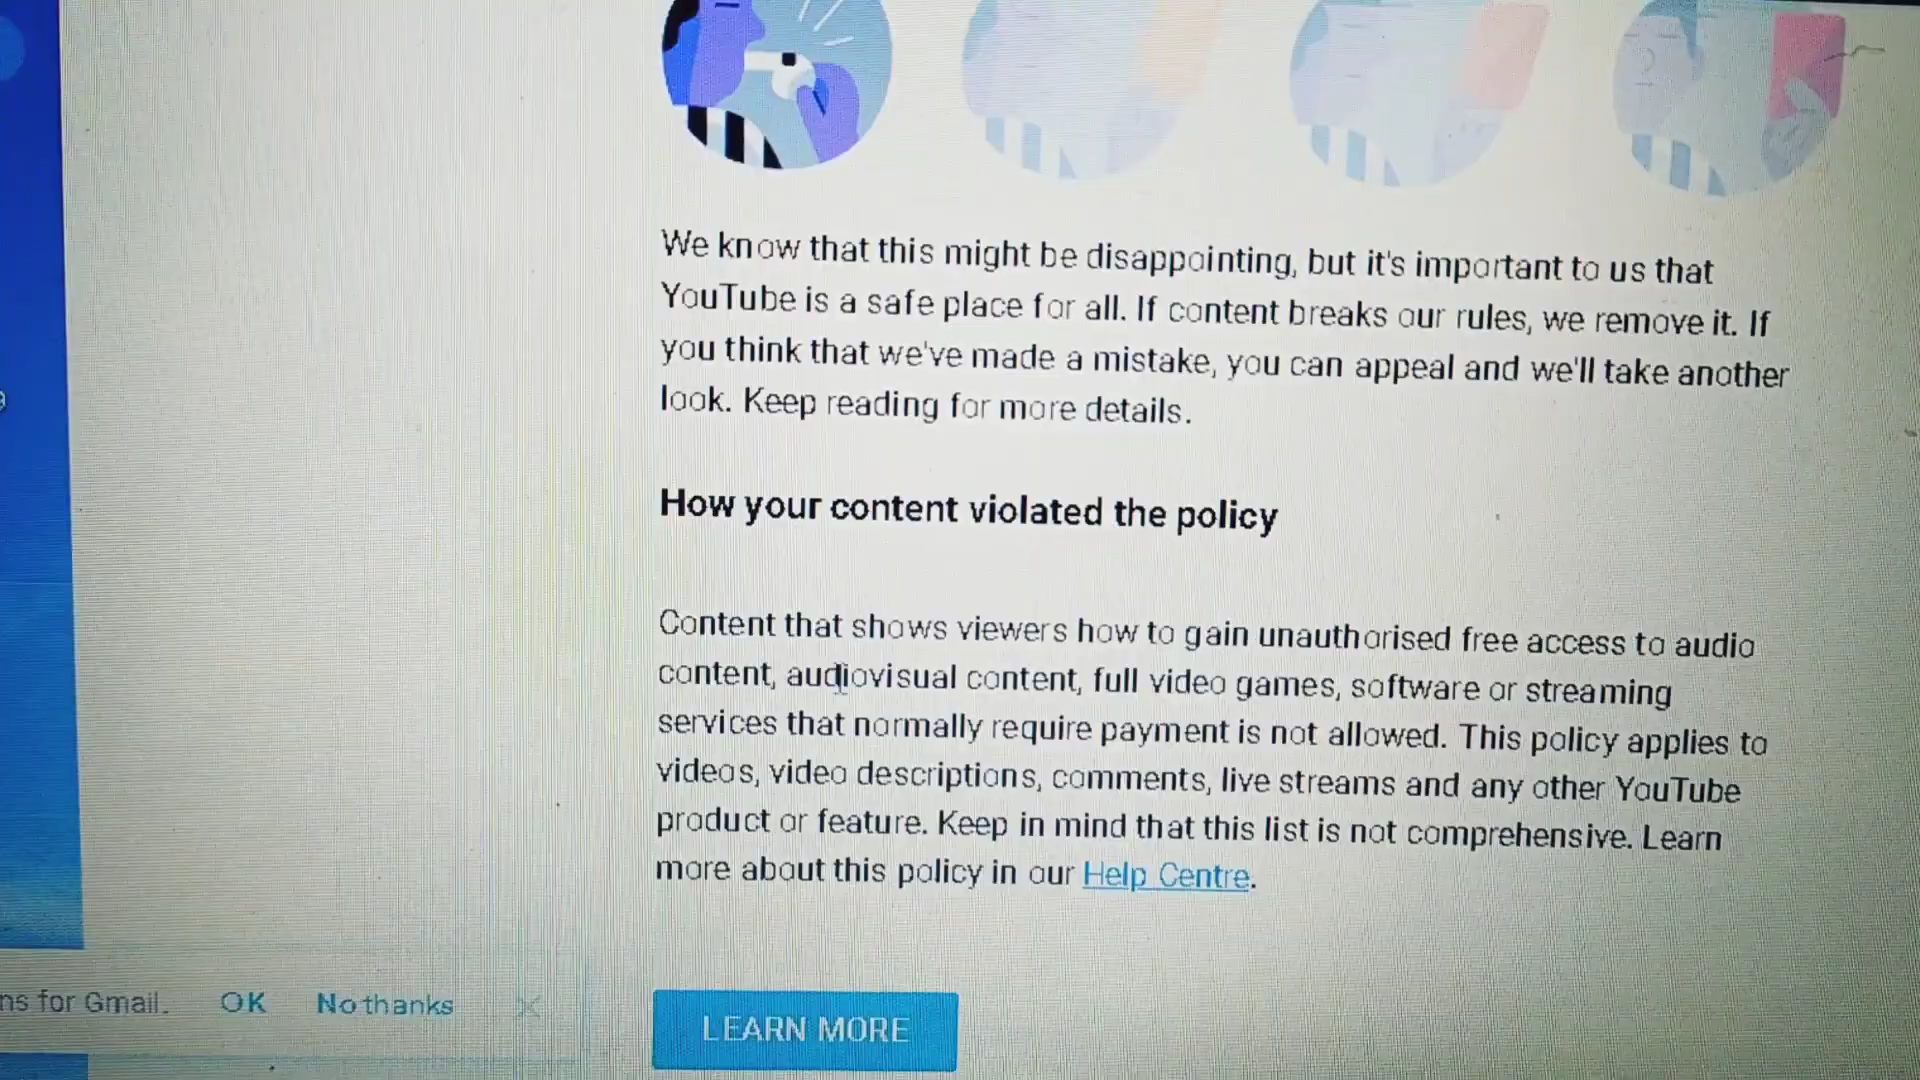 We know that this might be disappointing, but it's important to us that
YouTube is a safe place for all. If content breaks our rules, we remove it. If
you think that we've made a mistake, you can appeal and we'll take another
look. Keep reading for more details.
How your content violated the policy
Content that shows viewers how to gain unauthorised free access to audio
content, audiovisual content, full video games, software or streaming
services that normally require payment is not allowed. This policy applies to
videos, video descriptions, comments, live streams and any other YouTube
product or feature. Keep in mind that this list is not comprehensive. Learn
more about this policy in our Help Centre.
for Gmail. OK No thanks
LEARN MORE